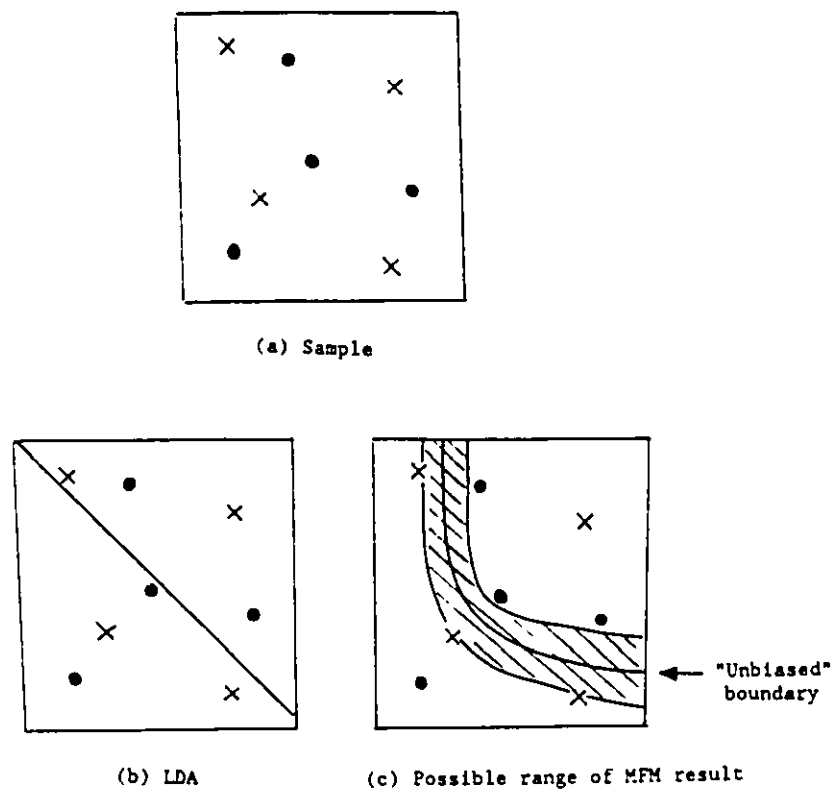 (a) Sample
"Unbiased"
boundary
(b) LDA
(c) Possible range of MFM result